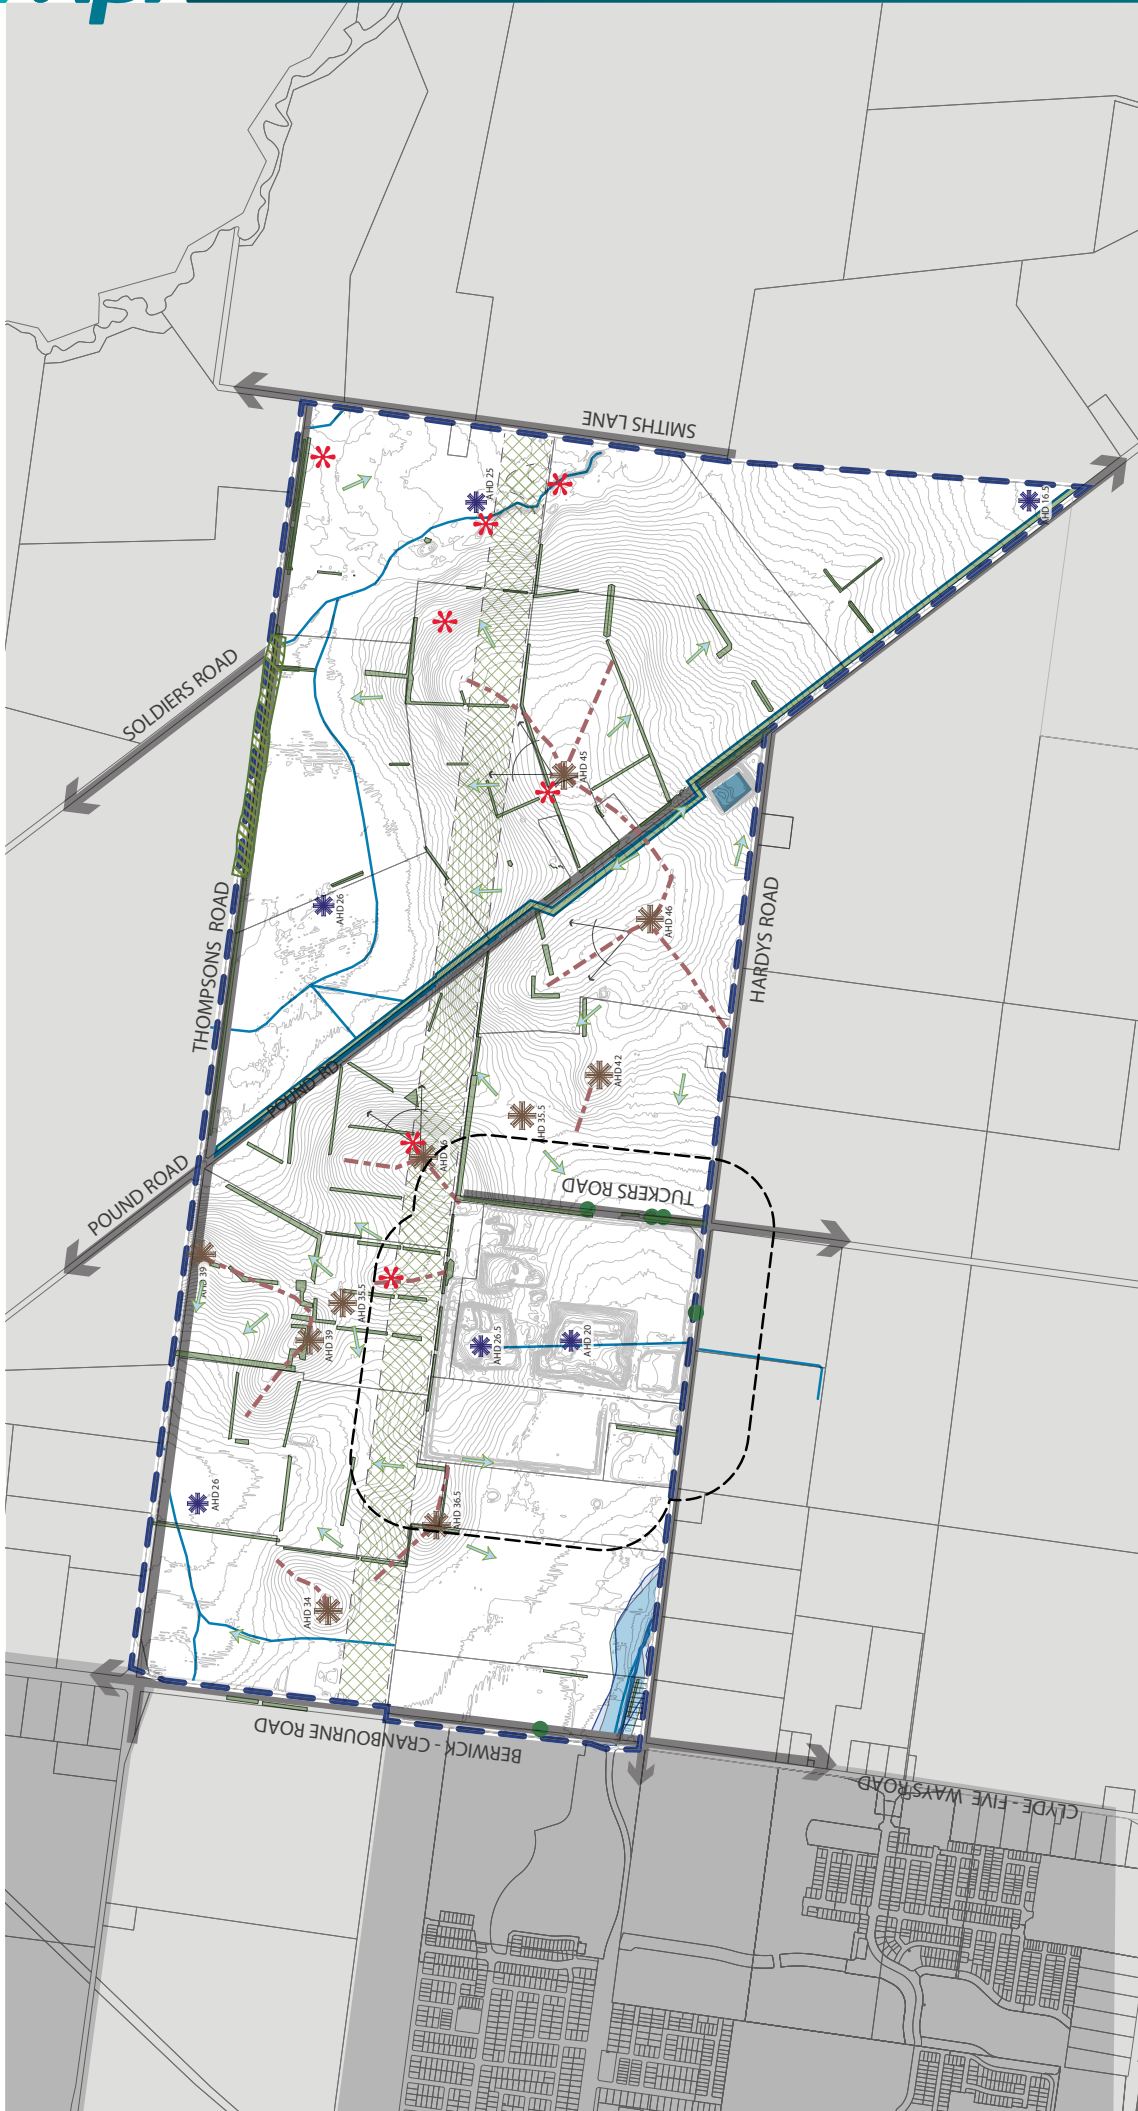 SMITHS LANE
AHD 25
AHD 16.5
SOLDIERS ROAD
AHD 45
THOMPSONS ROAD
AHD 26
AHD 46
HARDYS ROAD
POUND RD
AHD 42
AHD 35.5
POUND ROAD
TUCKERS ROAD
AHD 39
AHD 35.5
AHD 39
AHD 26.5
AHD 20
AHD 26
AHD 36.5
AHD 34
BERWICK - CRANBOURNE ROAD
CLYDE - FIVE WAYS ROAD